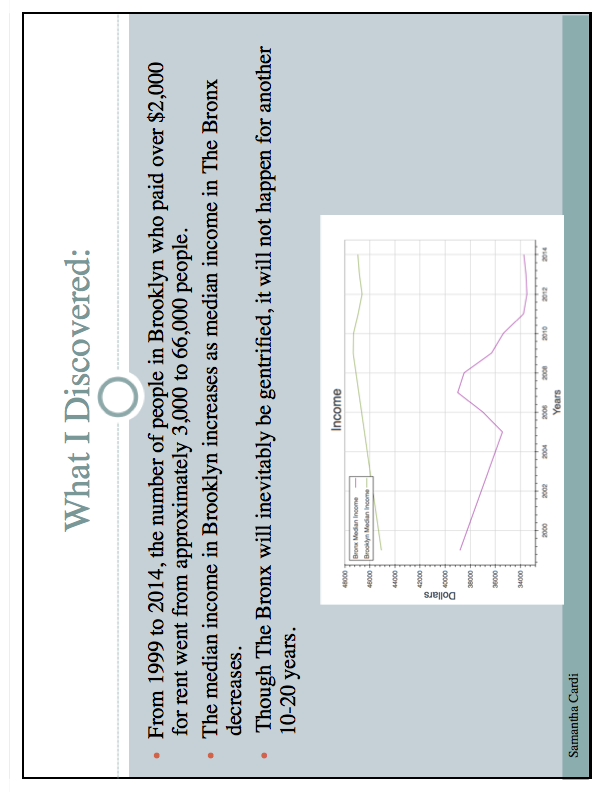 What I Discovered:
• From 1999 to 2014, the number of people in Brooklyn who paid over $2,000
for rent went from approximately 3,000 to 66,000 people.
• The median income in Brooklyn increases as median income in The Bronx
decreases.
• Though The Bronx will inevitably be gentrified, it will not happen for another
10-20 years.
Income
48000
46000
44000
42000
40000
38000
36000
34000
Dollars
Bronx Median Income
Brooklyn Median Income
2000 2002 2004 2006 2008 2010 2012 2014
Years
Samantha Cardi